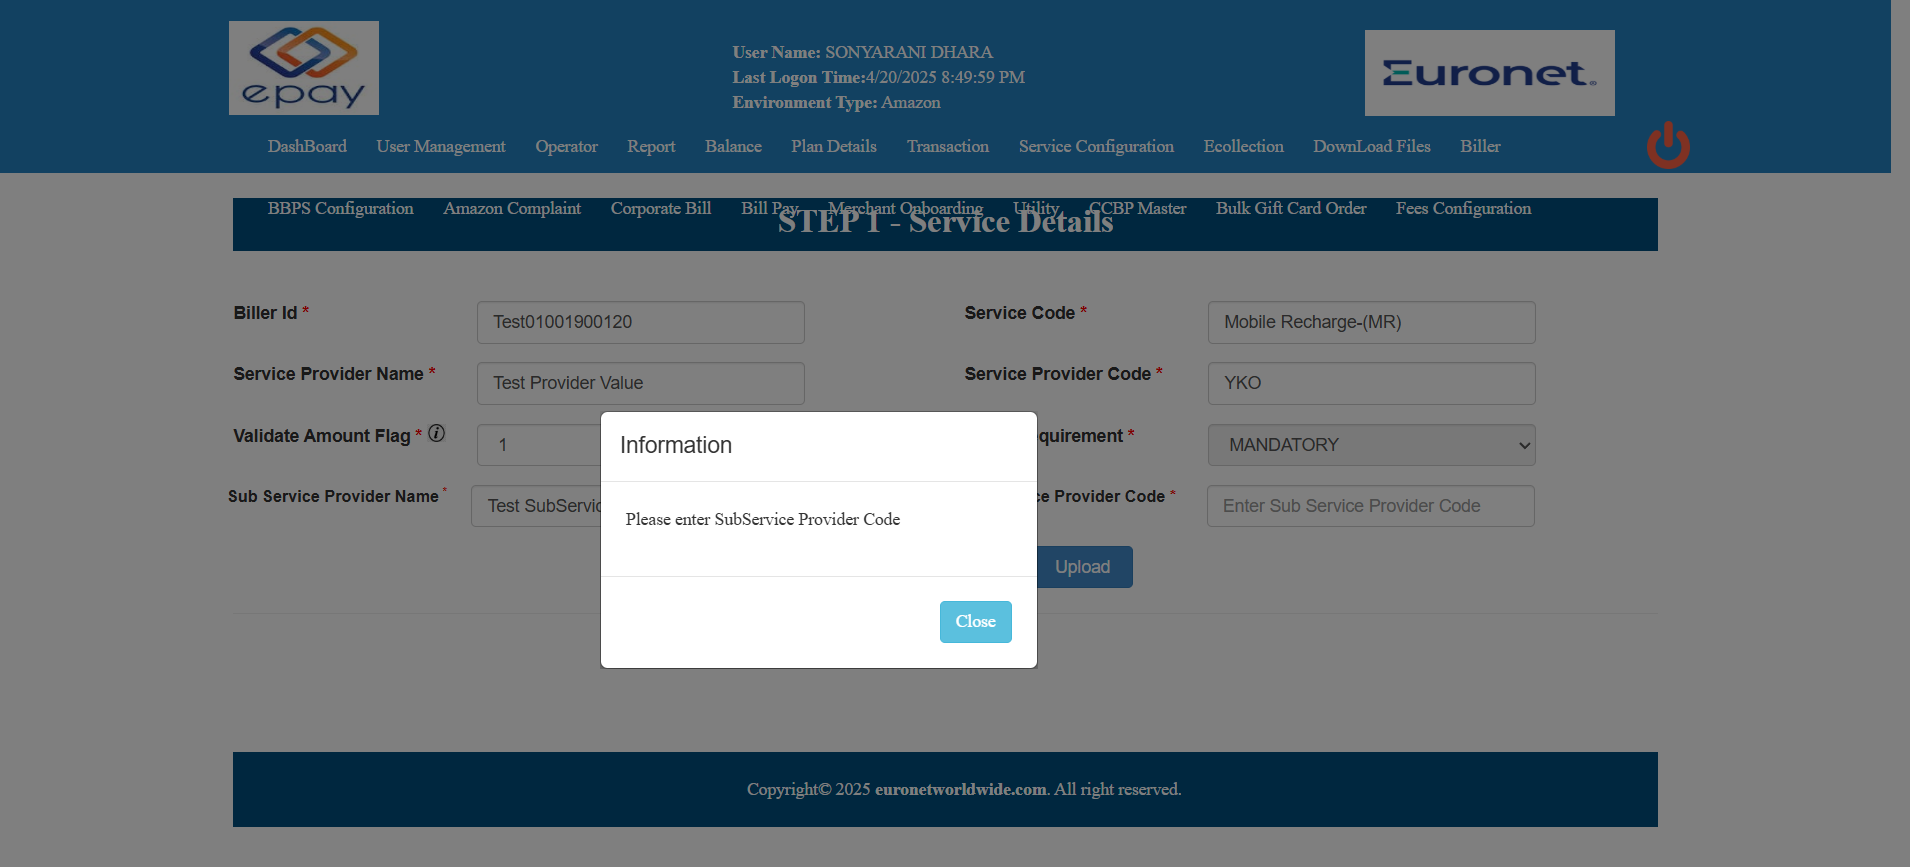 epay
User Name: SONYARANI DHARA
Last Logon Time:4/20/2025 8:49:59 PM
Environment Type: Amazon
Euronet
DashBoard User Management Operator Report Balance Plan Details Transaction Service Configuration Ecollection DownLoad Files Biller
BBPS Configuration Amazon Complaint Corporate Bill Bill Pay Merchant Onboarding Utility CCBP Master Bulk Gift Card Order Fees Configuration
STEP 1 - Service Details
Biller Id * Test01001900120 Service Code * Mobile Recharge-(MR)
Service Provider Name * Test Provider Value Service Provider Code * YKO
Validate Amount Flag * i 1 quirement * MANDATORY
Sub Service Provider Name * Test SubServic ce Provider Code * Enter Sub Service Provider Code
Upload
Information
Please enter SubService Provider Code
Close
Copyright© 2025 euronetworldwide.com. All right reserved.